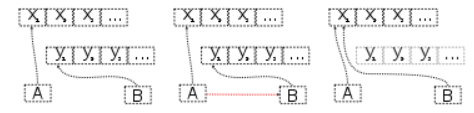 X₁ X₂ X₃ ...
y₁ y₂ y₃ ...
A B
X₁ X₂ X₃ ...
y₁ y₂ y₃ ...
A B
X₁ X₂ X₃ ...
y₁ y₂ y₃ ...
A B